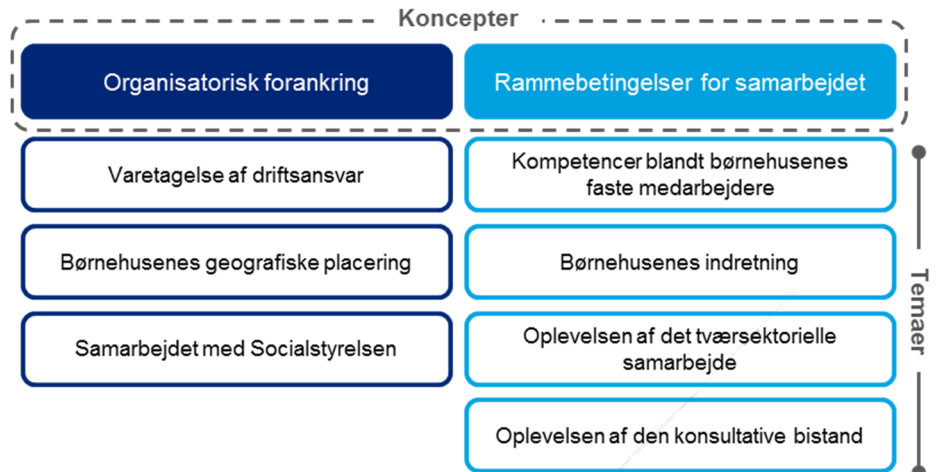 Koncepter
Organisatorisk forankring
Rammebetingelser for samarbejdet
Varetagelse af driftsansvar
Kompetencer blandt børnehusenes
faste medarbejdere
Børnehusenes geografiske placering
Børnehusenes indretning
Samarbejdet med Socialstyrelsen
Oplevelsen af det tværsektorielle
samarbejde
Oplevelsen af den konsultative bistand
Temaer